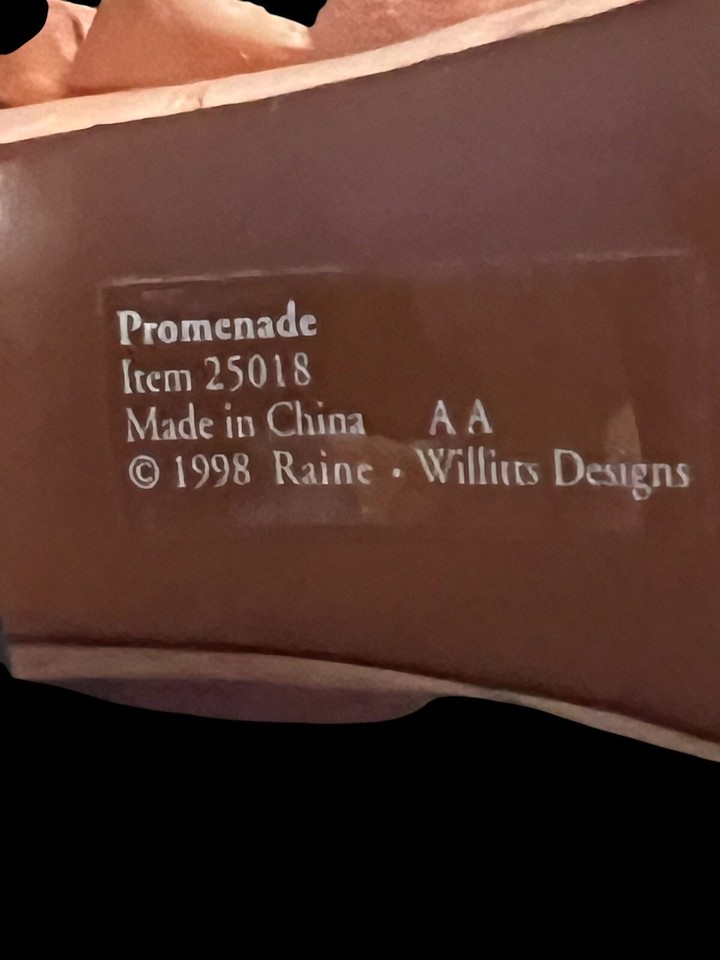 Promenade
Item 25018
Made in China A A
© 1998 Raine · Willitts Designs